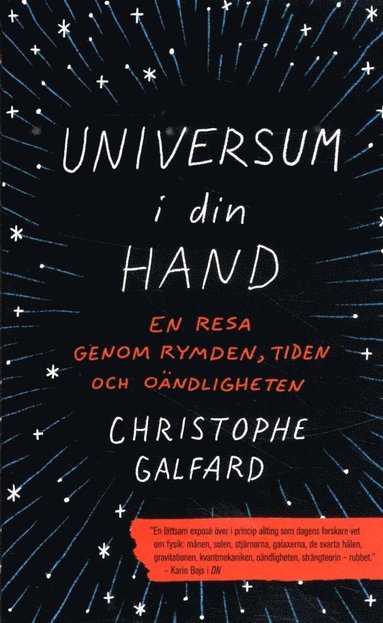 UNIVERSUM
i din
HAND
EN RESA
GENOM RYMDEN, TIDEN
OCH OÄNDLIGHETEN
CHRISTOPHE
GALFARD
"En lättsam exposé över i princip allting som dagens forskare vet
om fysik: månen, solen, stjärnorna, galaxerna, de svarta hålen,
gravitationen, kvantmekaniken, oändligheten, strängteorin – rubbet."
- Karin Bojs i DN